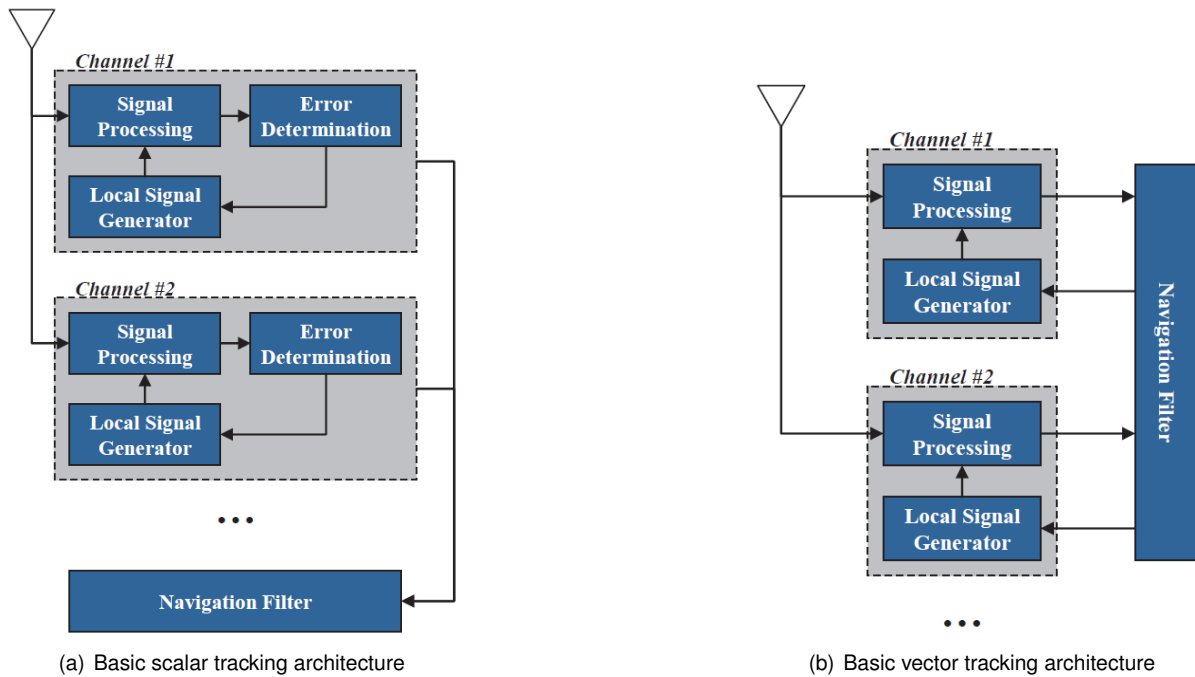 Channel #1
Signal
Processing
Error
Determination
Local Signal
Generator
Channel #2
Signal
Processing
Error
Determination
Local Signal
Generator
•••
Navigation Filter
(a) Basic scalar tracking architecture
Channel #1
Signal
Processing
Local Signal
Generator
Channel #2
Signal
Processing
Local Signal
Generator
•••
Navigation Filter
(b) Basic vector tracking architecture